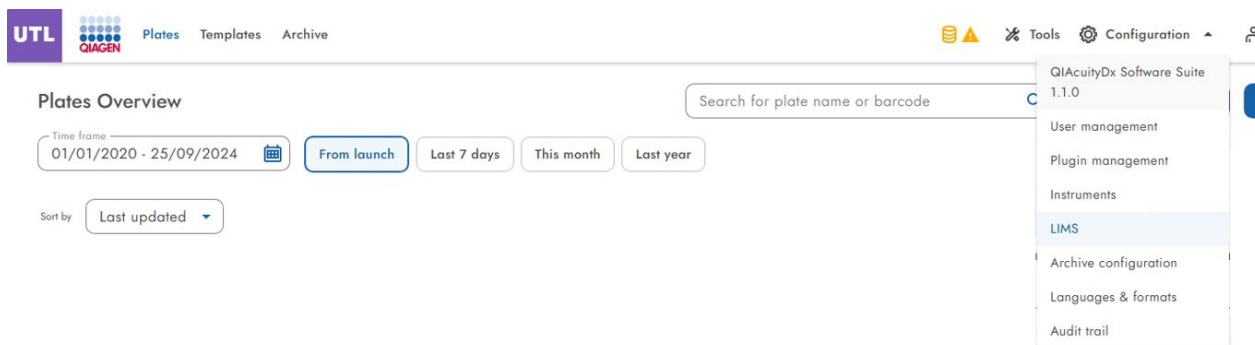 UTL QIAGEN Plates Templates Archive Tools Configuration
QIAcuityDx Software Suite
1.1.0
Plates Overview
Search for plate name or barcode
User management
Time frame
01/01/2020 - 25/09/2024 From launch Last 7 days This month Last year
Plugin management
Instruments
Sort by Last updated
LIMS
Archive configuration
Languages & formats
Audit trail